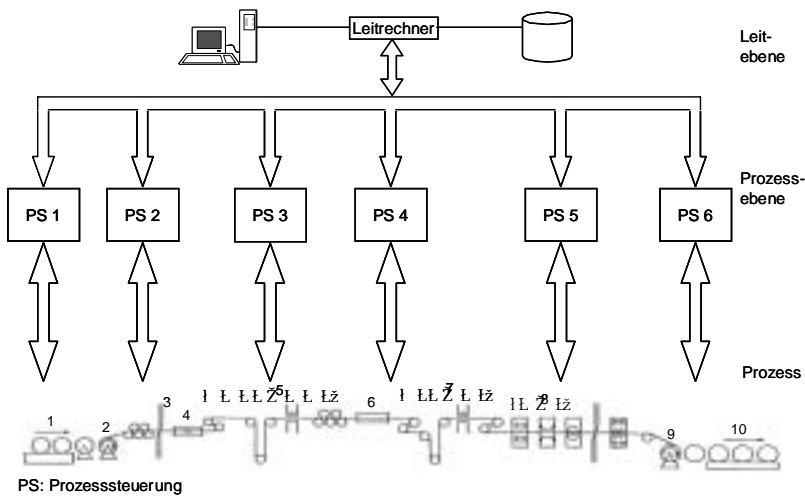 Leitrechner
Leit-
ebene
Prozess-
ebene
PS 1
PS 2
PS 3
PS 4
PS 5
PS 6
Prozess
1
2
3
4
5
6
7
8
9
10
PS: Prozesssteuerung